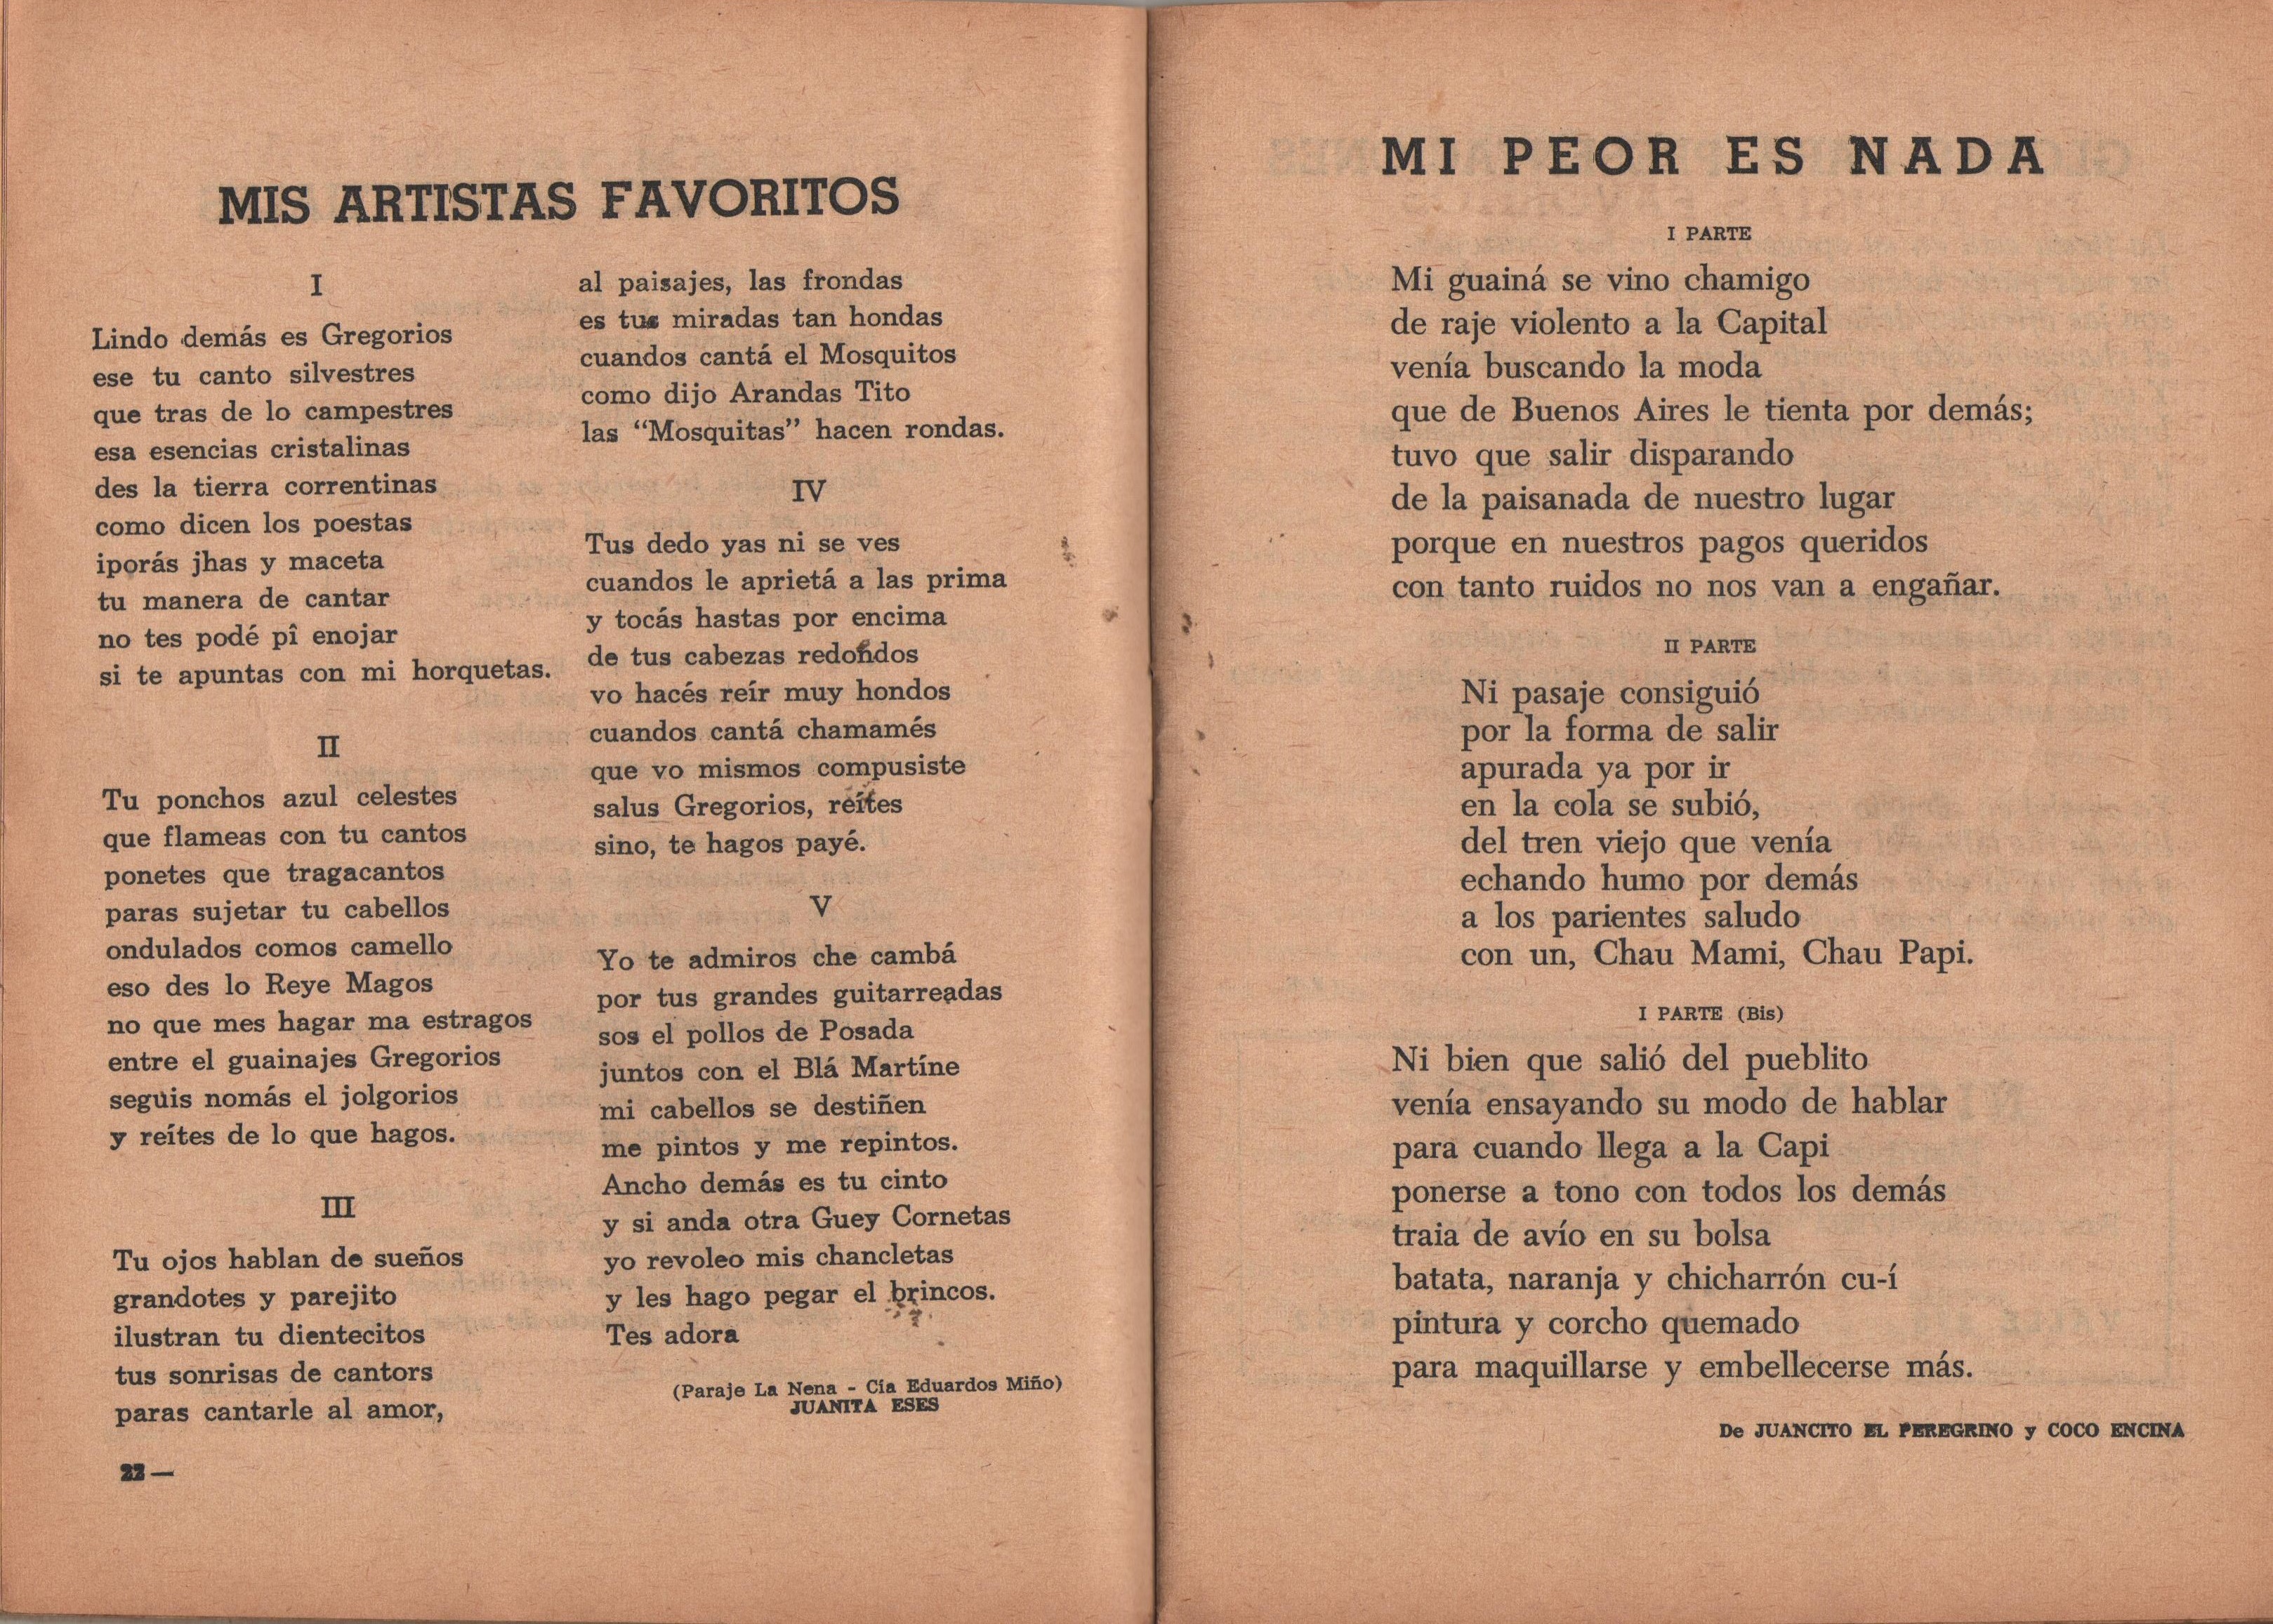 MIS ARTISTAS FAVORITOS
I
Lindo demás es Gregorios
ese tu canto silvestres
que tras de lo campestres
esa esencias cristalinas
des la tierra correntinas
como dicen los poestas
iporás jhas y maceta
tu manera de cantar
no tes podé pî enojar
si te apuntas con mi horquetas.
II
Tu ponchos azul celestes
que flameas con tu cantos
ponetes que tragacantos
paras sujetar tu cabellos
ondulados comos camello
eso des lo Reye Magos
no que mes hagar ma estragos
entre el guainajes Gregorios
seguis nomás el jolgorios
y reítes de lo que hagos.
III
Tu ojos hablan de sueños
grandotes y parejito
ilustran tu dientecitos
tus sonrisas de cantors
paras cantarle al amor,
al paisajes, las frondas
es tus miradas tan hondas
cuandos cantá el Mosquitos
como dijo Arandas Tito
las "Mosquitas" hacen rondas.
IV
Tus dedo yas ni se ves
cuandos le aprietá a las prima
y tocás hastas por encima
de tus cabezas redondos
vo hacés reír muy hondos
cuandos cantá chamamés
que vo mismos compusiste
salus Gregorios, reítes
sino, te hagos payé.
V
Yo te admiros che cambá
por tus grandes guitarreadas
sos el pollos de Posada
juntos con el Blá Martíne
mi cabellos se destiñen
me pintos y me repintos.
Ancho demás es tu cinto
y si anda otra Guey Cornetas
yo revoleo mis chancletas
y les hago pegar el brincos.
Tes adora
(Paraje La Nena - Cía Eduardos Miño)
JUANITA ESES
22 —
MI PEOR ES NADA
I PARTE
Mi guainá se vino chamigo
de raje violento a la Capital
venía buscando la moda
que de Buenos Aires le tienta por demás;
tuvo que salir disparando
de la paisanada de nuestro lugar
porque en nuestros pagos queridos
con tanto ruidos no nos van a engañar.
II PARTE
Ni pasaje consiguió
por la forma de salir
apurada ya por ir
en la cola se subió,
del tren viejo que venía
echando humo por demás
a los parientes saludo
con un, Chau Mami, Chau Papi.
I PARTE (Bis)
Ni bien que salió del pueblito
venía ensayando su modo de hablar
para cuando llega a la Capi
ponerse a tono con todos los demás
traia de avío en su bolsa
batata, naranja y chicharrón cu-í
pintura y corcho quemado
para maquillarse y embellecerse más.
De JUANCITO EL PEREGRINO y COCO ENCINA